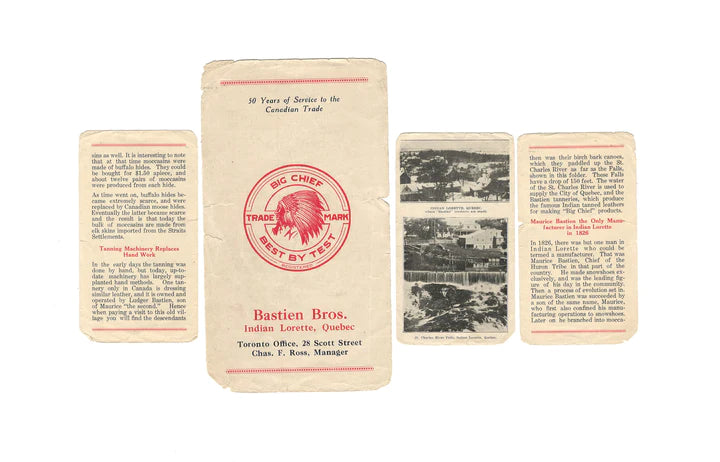 sins as well. It is interesting to note
that at that time moccasins were
made of buffalo hides. They could
be bought for $1.50 apiece, and
about twelve pairs of moccasins
were produced from each hide.
As time went on, buffalo hides be-
came extremely scarce, and were
replaced by Canadian moose hides.
Eventually the latter became scarce
and the result is that today the
bulk of moccasins are made from
elk skins imported from the Straits
Settlements.
Tanning Machinery Replaces
Hand Work
In the early days the tanning was
done by hand, but today, up-to-
date machinery has largely sup-
planted hand methods. One tan-
nery only in Canada is dressing
similar leather, and it is owned and
operated by Ludger Bastien, son
of Maurice "the second." Hence
when paying a visit to this old vil-
lage you will find the descendants
50 Years of Service to the
Canadian Trade
BIG CHIEF
TRADE MARK
BEST BY TEST
REGISTERED
Bastien Bros.
Indian Lorette, Quebec
Toronto Office, 28 Scott Street
Chas. F. Ross, Manager
INDIAN LORETTE, QUEBEC,
where "Bastien" products are made.
St. Charles River Falls, Indian Lorette, Quebec.
then was their birch bark canoes,
which they paddled up the St.
Charles River as far as the Falls,
shown in this folder. These Falls
have a drop of 150 feet. The water
of the St. Charles River is used to
supply the City of Quebec, and the
Bastien tanneries, which produce
the famous Indian tanned leathers
for making "Big Chief" products.
Maurice Bastien the Only Manu-
facturer in Indian Lorette
in 1826
In 1826, there was but one man in
Indian Lorette who could be
termed a manufacturer. That was
Maurice Bastien, Chief of the
Huron Tribe in that part of the
country. He made snowshoes ex-
clusively, and was the leading fig-
ure of his day in the community.
Then a process of evolution set in.
Maurice Bastien was succeeded by
a son of the same name, Maurice,
who first also confined his manu-
facturing operations to snowshoes.
Later on he branched into mocca-